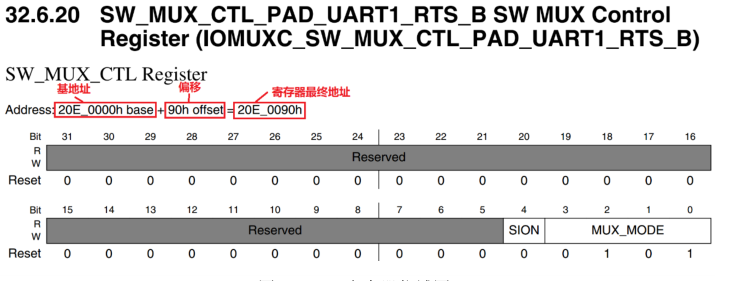 32.6.20 SW_MUX_CTL_PAD_UART1_RTS_B SW MUX Control
Register (IOMUXC_SW_MUX_CTL_PAD_UART1_RTS_B)
SW_MUX_CTL Register
基地址 偏移 寄存器最终地址
Address: 20E_0000h base + 90h offset = 20E_0090h
Bit 31 30 29 28 27 26 25 24 23 22 21 20 19 18 17 16
R
Reserved
W
Reset 0 0 0 0 0 0 0 0 0 0 0 0 0 0 0 0
Bit 15 14 13 12 11 10 9 8 7 6 5 4 3 2 1 0
R
Reserved SION MUX_MODE
W
Reset 0 0 0 0 0 0 0 0 0 0 0 0 0 1 0 1